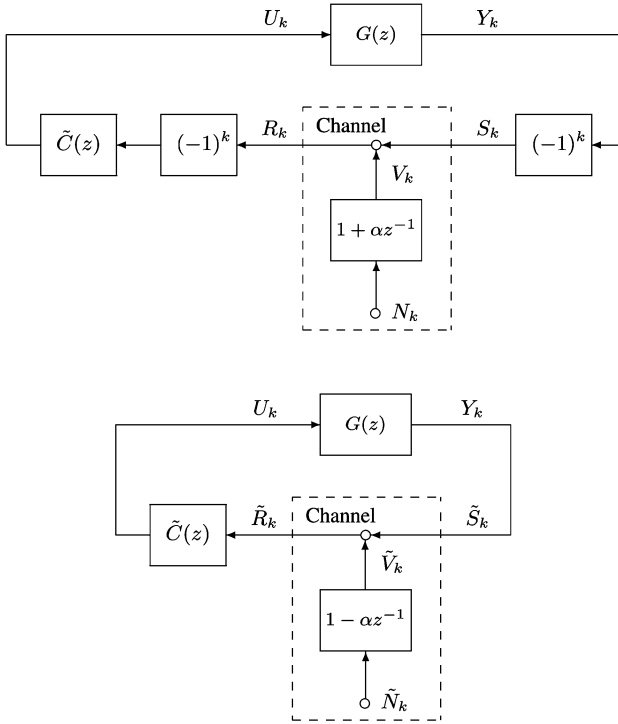 U_k
G(z)
Y_k
C̃(z)
(−1)^k
R_k
Channel
S_k
(−1)^k
V_k
1 + αz^{−1}
N_k
U_k
G(z)
Y_k
C̃(z)
R̃_k
Channel
S̃_k
Ṽ_k
1 − αz^{−1}
Ñ_k